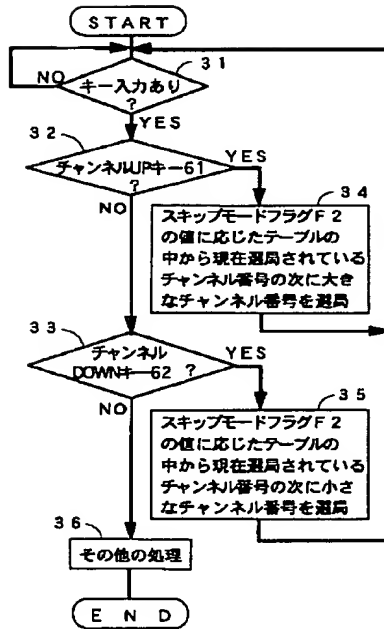 START
31
NO
キー入力あり
?
YES
32
チャンネルUPキー61
?
YES
NO
34
スキップモードフラグF2
の値に応じたテーブルの
中から現在選局されている
チャンネル番号の次に大き
なチャンネル番号を選局
33
チャンネル
DOWNキー62 ?
YES
NO
35
スキップモードフラグF2
の値に応じたテーブルの
中から現在選局されている
チャンネル番号の次に小さ
なチャンネル番号を選局
36
その他の処理
END